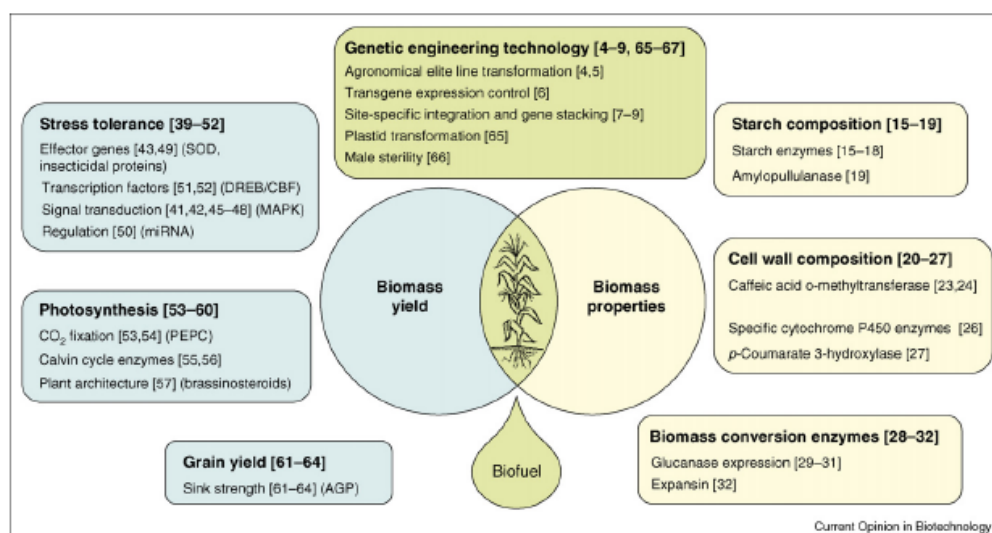 Genetic engineering technology [4–9, 65–67]
Agronomical elite line transformation [4,5]
Transgene expression control [6]
Site-specific integration and gene stacking [7–9]
Plastid transformation [65]
Male sterility [66]
Stress tolerance [39–52]
Effector genes [43,49] (SOD,
insecticidal proteins)
Transcription factors [51,52] (DREB/CBF)
Signal transduction [41,42,45–48] (MAPK)
Regulation [50] (miRNA)
Photosynthesis [53–60]
CO₂ fixation [53,54] (PEPC)
Calvin cycle enzymes [55,56]
Plant architecture [57] (brassinosteroids)
Grain yield [61–64]
Sink strength [61–64] (AGP)
Biomass
yield
Biomass
properties
Biofuel
Starch composition [15–19]
Starch enzymes [15–18]
Amylopullulanase [19]
Cell wall composition [20–27]
Caffeic acid o-methyltransferase [23,24]
Specific cytochrome P450 enzymes [26]
p-Coumarate 3-hydroxylase [27]
Biomass conversion enzymes [28–32]
Glucanase expression [29–31]
Expansin [32]
Current Opinion in Biotechnology